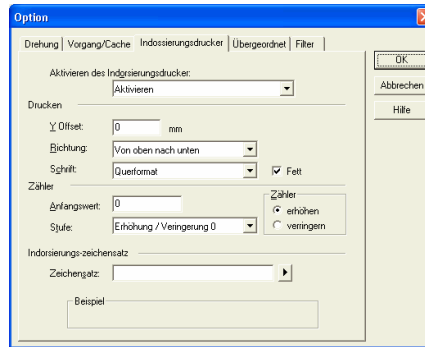 Option
Drehung Vorgang/Cache Indossierungsdrucker Übergeordnet Filter
OK
Abbrechen
Hilfe
Aktivieren des Indorsierungsdrucker:
Aktivieren
Drucken
Y Offset: 0 mm
Richtung: Von oben nach unten
Schrift: Querformat Fett
Zähler
Anfangswert: 0
Stufe: Erhöhung / Veringerung 0
Zähler
erhöhen
verringern
Indorsierungs-zeichensatz
Zeichensatz:
Beispiel